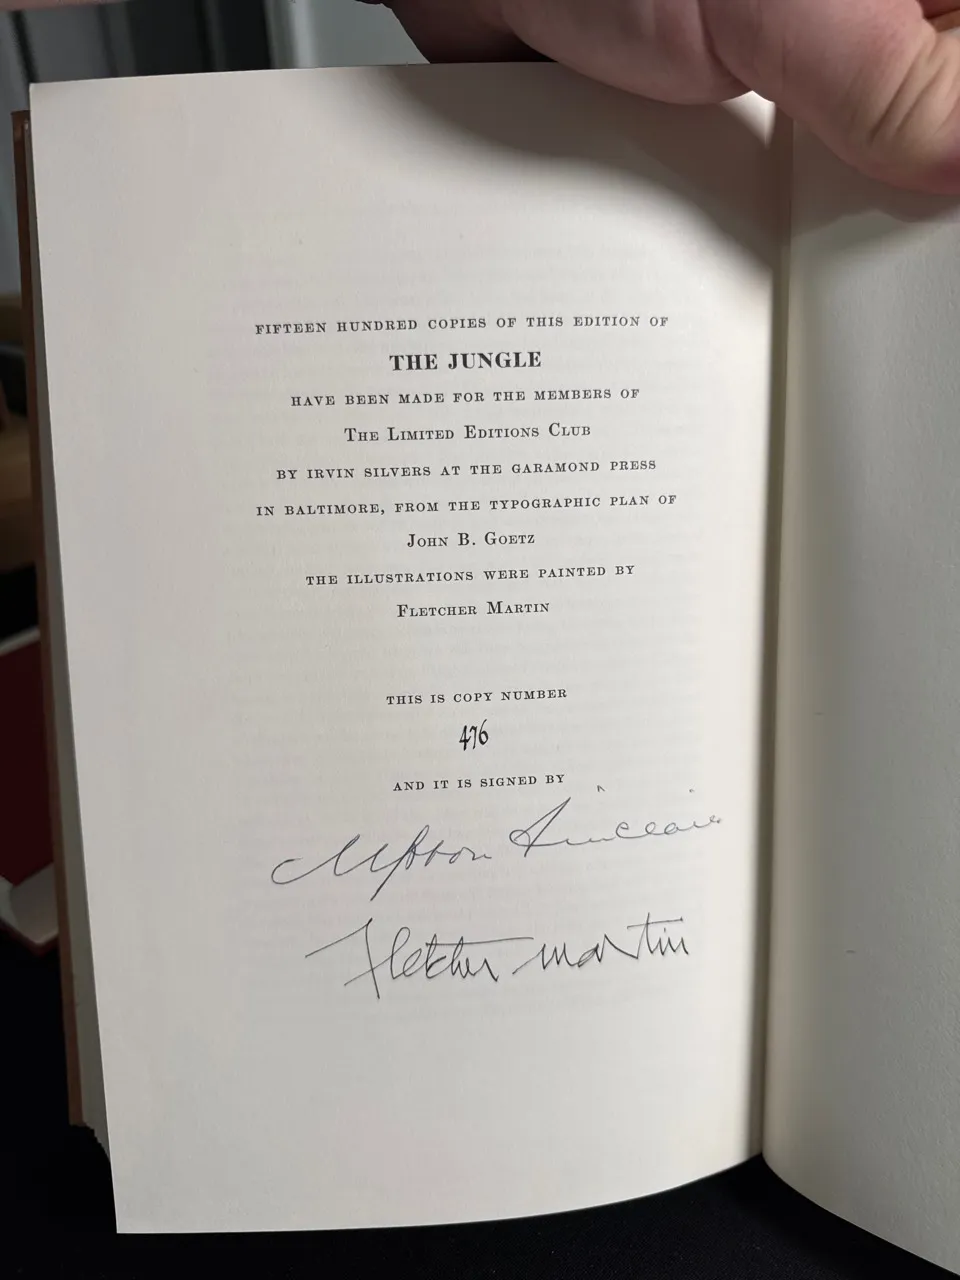 FIFTEEN HUNDRED COPIES OF THIS EDITION OF
THE JUNGLE
HAVE BEEN MADE FOR THE MEMBERS OF
THE LIMITED EDITIONS CLUB
BY IRVIN SILVERS AT THE GARAMOND PRESS
IN BALTIMORE, FROM THE TYPOGRAPHIC PLAN OF
JOHN B. GOETZ
THE ILLUSTRATIONS WERE PAINTED BY
FLETCHER MARTIN
THIS IS COPY NUMBER
476
AND IT IS SIGNED BY
Upton Sinclair
Fletcher Martin